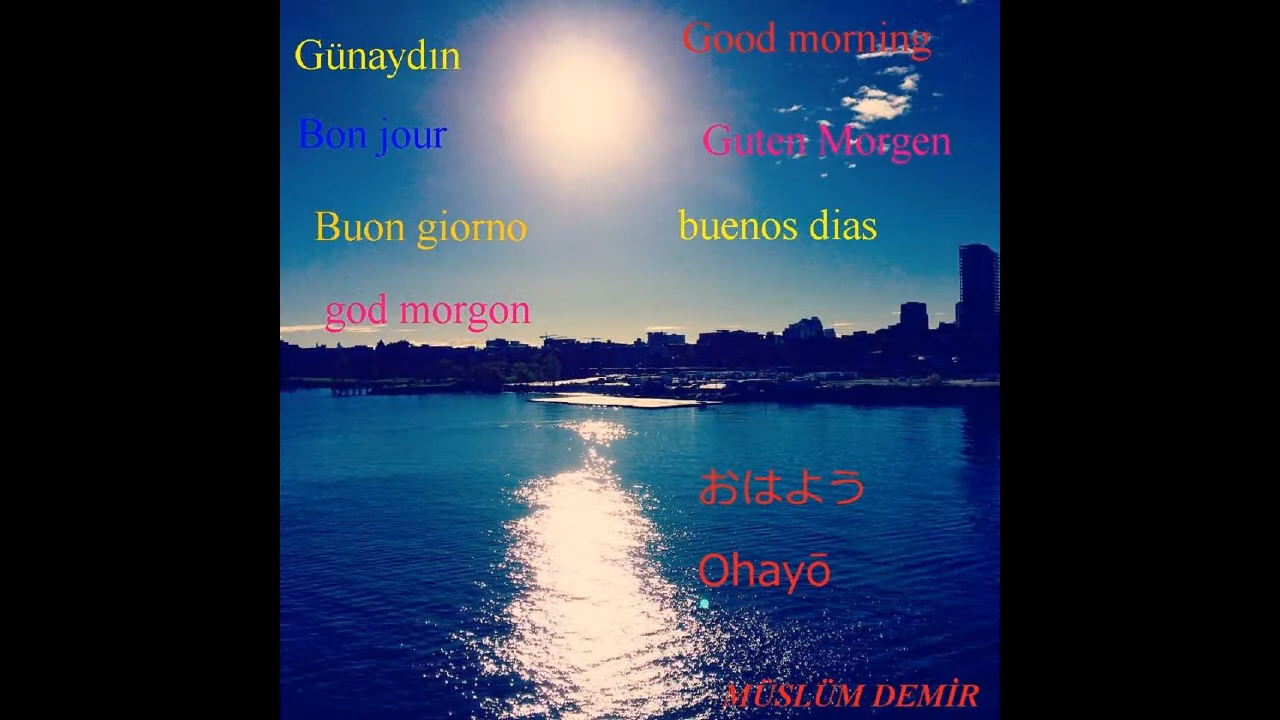 Günaydın
Good morning
Bon jour
Guten Morgen
Buon giorno
buenos dias
god morgon
おはよう
Ohayō
MÜSLÜM DEMİR